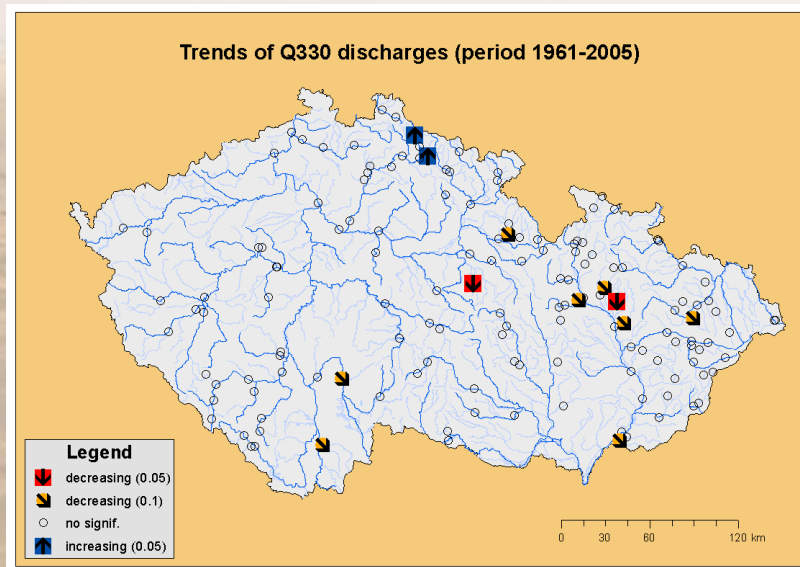 Trends of Q330 discharges (period 1961-2005)
Legend
decreasing (0.05)
decreasing (0.1)
no signif.
increasing (0.05)
0 30 60 120 km